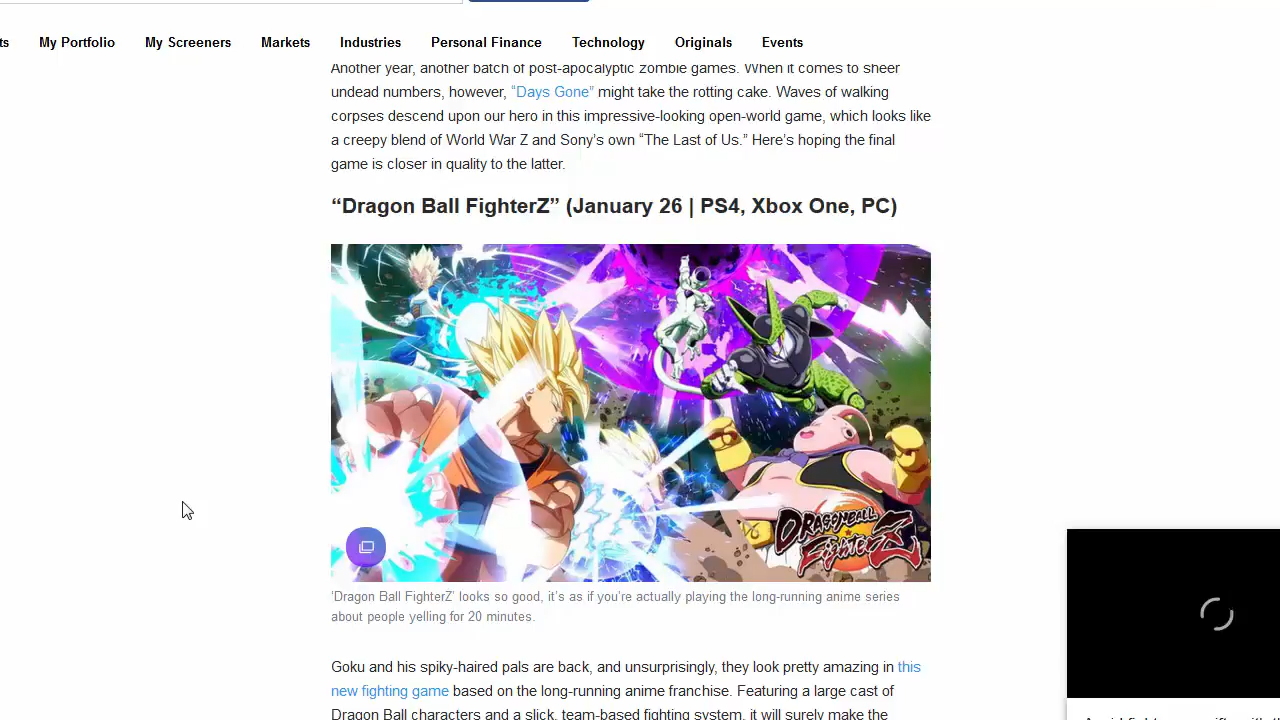 ts My Portfolio My Screeners Markets Industries Personal Finance Technology Originals Events
Another year, another batch of post-apocalyptic zombie games. When it comes to sheer
undead numbers, however, “Days Gone” might take the rotting cake. Waves of walking
corpses descend upon our hero in this impressive-looking open-world game, which looks like
a creepy blend of World War Z and Sony’s own “The Last of Us.” Here’s hoping the final
game is closer in quality to the latter.
“Dragon Ball FighterZ” (January 26 | PS4, Xbox One, PC)
DRAGONBALL
FighterZ
‘Dragon Ball FighterZ’ looks so good, it’s as if you’re actually playing the long-running anime series
about people yelling for 20 minutes.
Goku and his spiky-haired pals are back, and unsurprisingly, they look pretty amazing in this
new fighting game based on the long-running anime franchise. Featuring a large cast of
Dragon Ball characters and a slick, team-based fighting system, it will surely make the